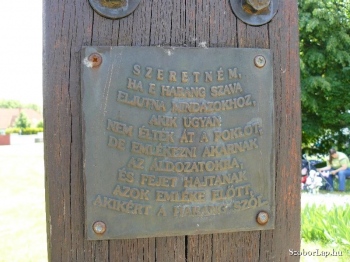 SZERETNÉM,
HA E HARANG SZAVA
ELJUTNA MINDAZOKHOZ,
AKIK UGYAN
NEM ÉLTÉK ÁT A POKLOT,
DE EMLÉKEZNI AKARNAK
AZ ÁLDOZATOKRA,
ÉS FEJET HAJTANAK
AZOK EMLÉKE ELŐTT,
AKIKÉRT A HARANG SZÓL.
SzoborLap.hu